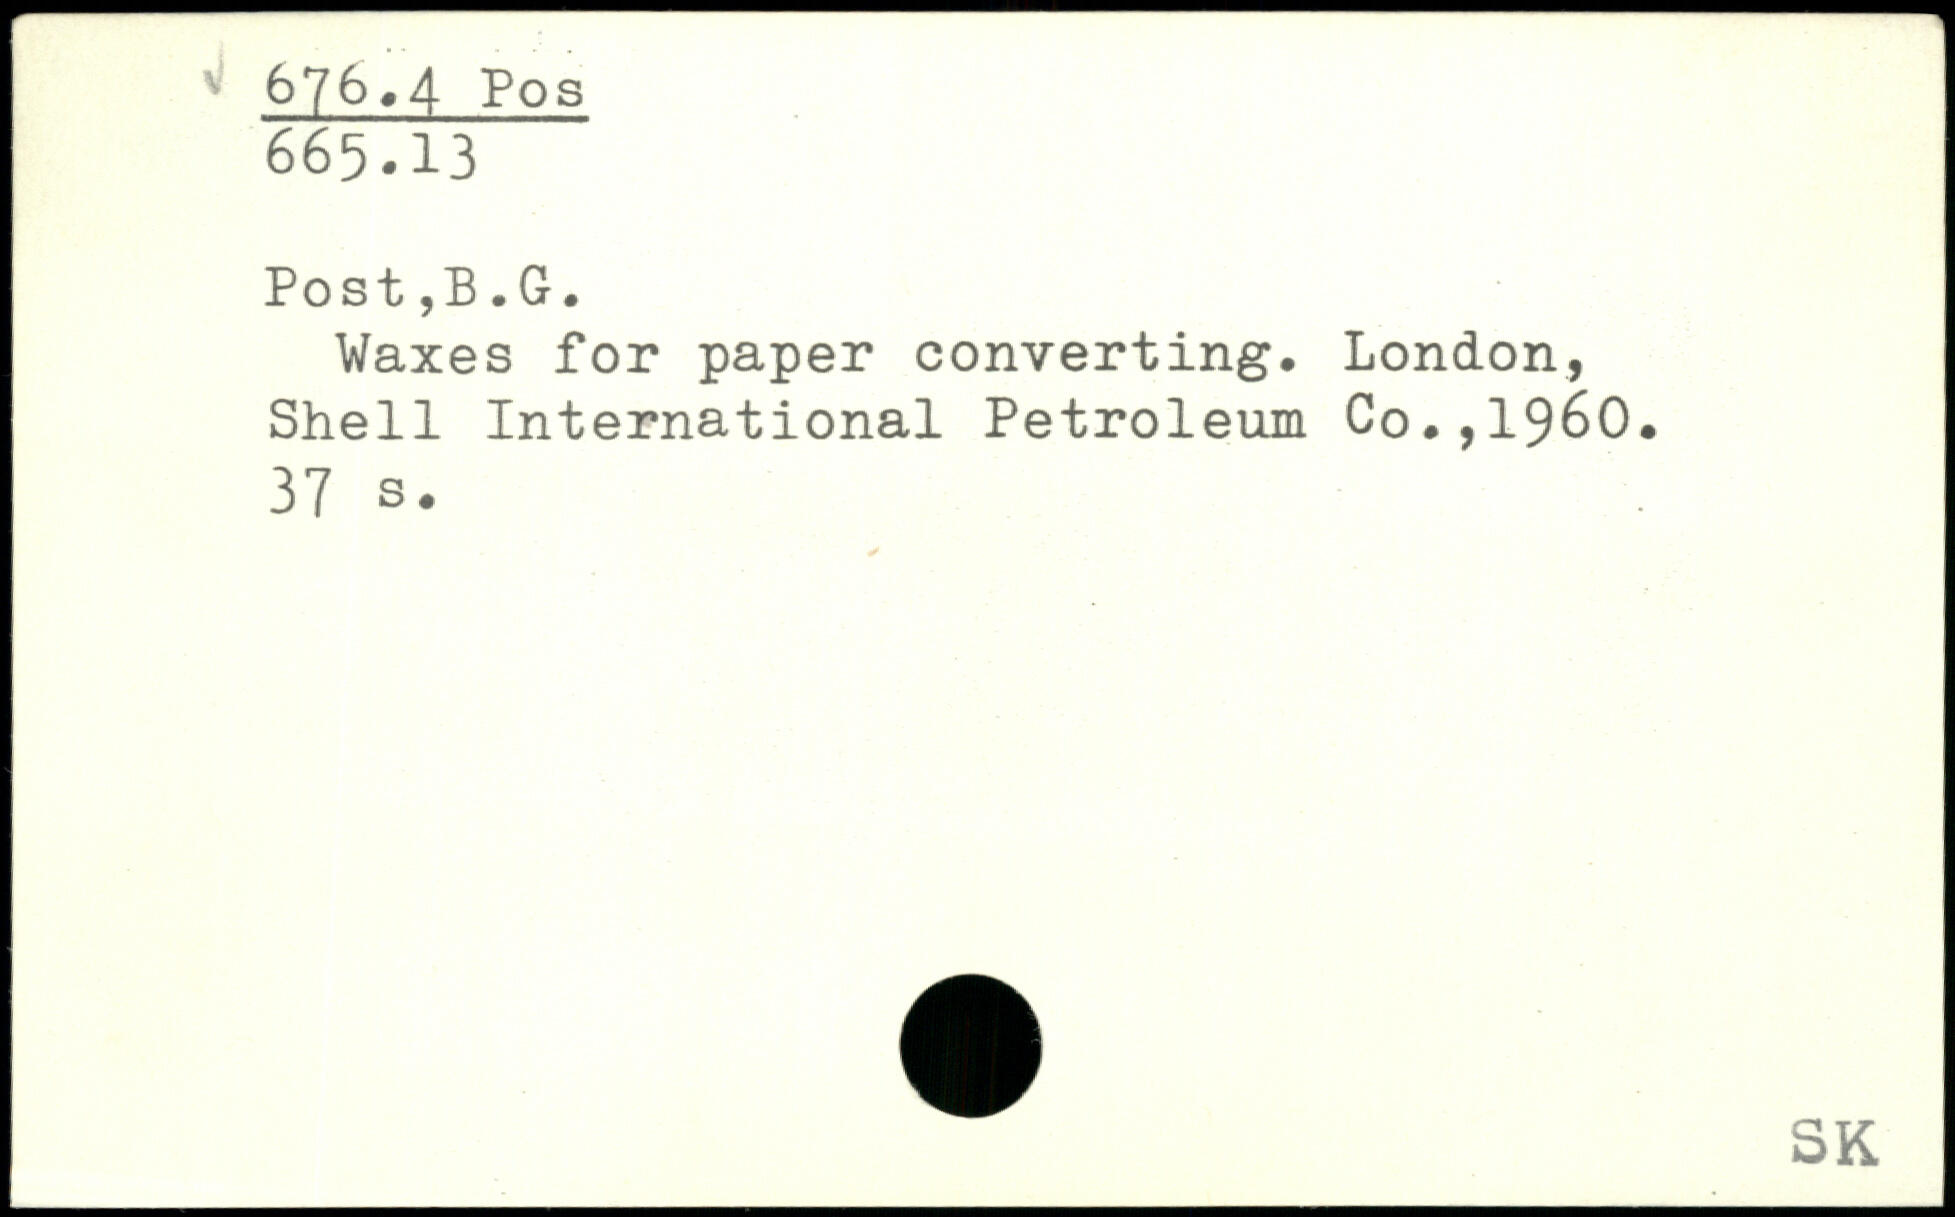 676.4 Pos
665.13
Post,B.G.
Waxes for paper converting. London,
Shell International Petroleum Co.,1960.
37 s.
SK